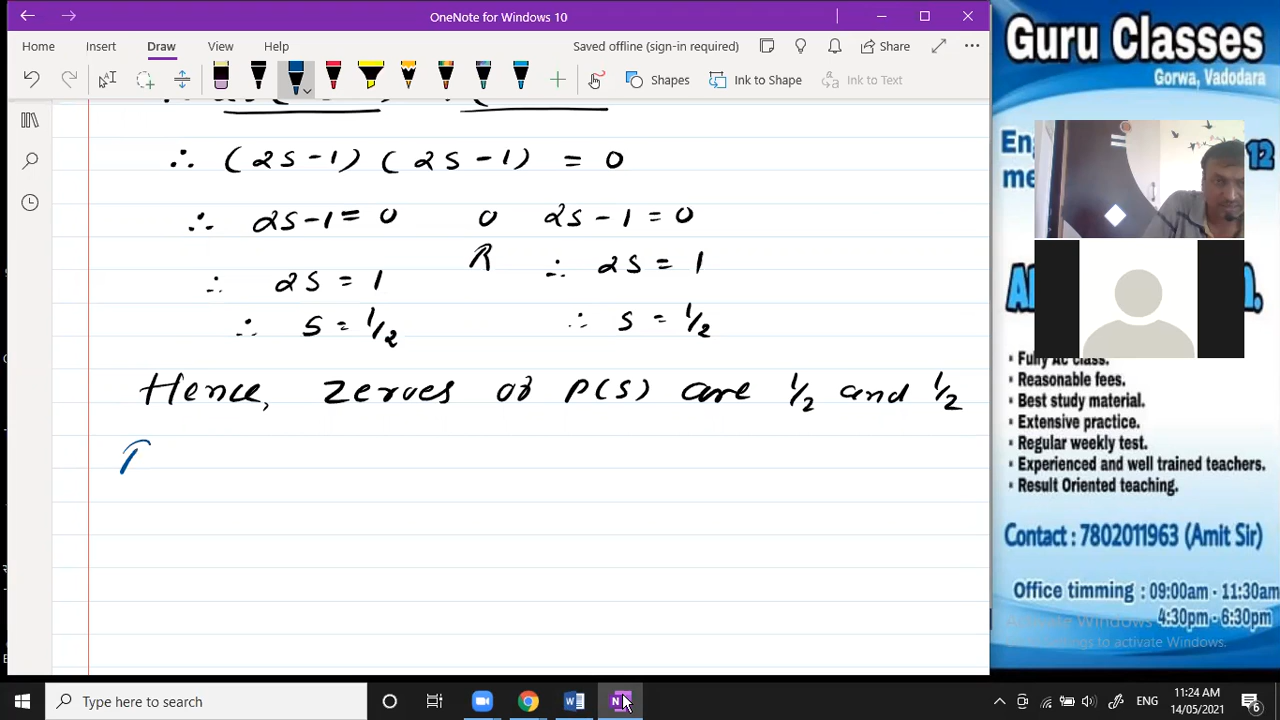 OneNote for Windows 10
Home Insert Draw View Help Saved offline (sign-in required) Share
Shapes Ink to Shape Ink to Text
∴ (2s-1) (2s-1) = 0
∴ 2s-1=0 O 2s-1=0
R
∴ 2s = 1 ∴ 2s = 1
∴ s = 1/2 ∴ s = 1/2
Hence, zeroes of P(s) are 1/2 and 1/2
Guru Classes
Gorwa, Vadodara
12
Fully AC class.
Reasonable fees.
Best study material.
Extensive practice.
Regular weekly test.
Experienced and well trained teachers.
Result Oriented teaching.
Contact : 7802011963 (Amit Sir)
Office timming : 09:00am - 11:30am
4:30pm - 6:30pm
Activate Windows
to activate Windows.
Type here to search
ENG
11:24 AM
14/05/2021
6